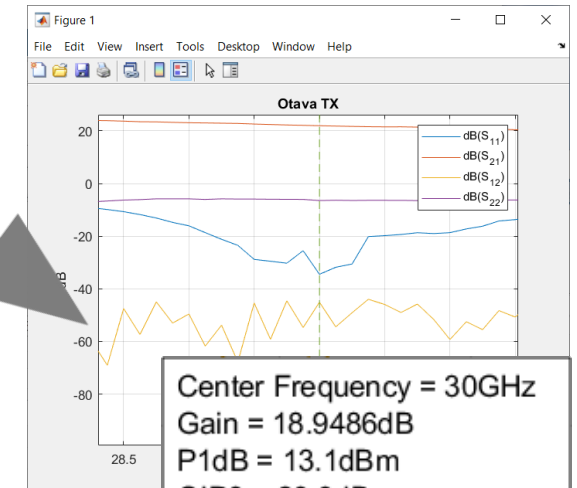 Figure 1
File Edit View Insert Tools Desktop Window Help
Otava TX
20
0
-20
-40
-60
-80
dB
28.5
dB(S11)
dB(S21)
dB(S12)
dB(S22)
Center Frequency = 30GHz
Gain = 18.9486dB
P1dB = 13.1dBm